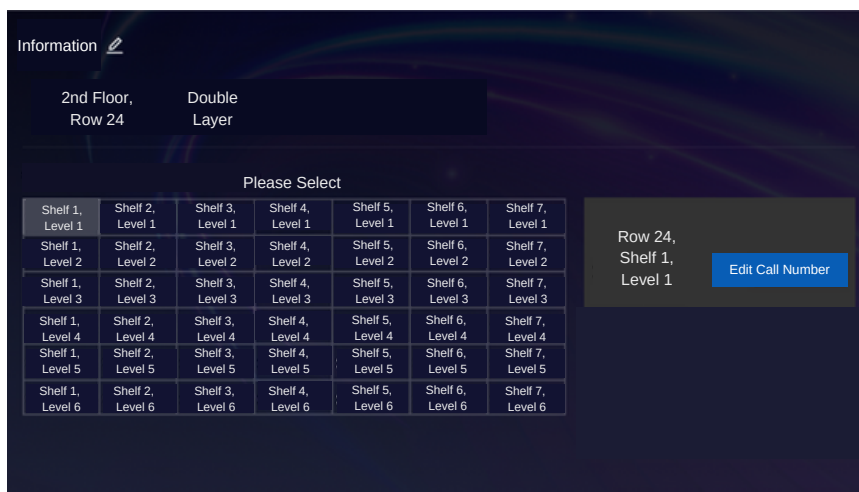 Information
2nd Floor,
Row 24
Double
Layer
Please Select
Shelf 1,
Level 1
Shelf 2,
Level 1
Shelf 3,
Level 1
Shelf 4,
Level 1
Shelf 5,
Level 1
Shelf 6,
Level 1
Shelf 7,
Level 1
Shelf 1,
Level 2
Shelf 2,
Level 2
Shelf 3,
Level 2
Shelf 4,
Level 2
Shelf 5,
Level 2
Shelf 6,
Level 2
Shelf 7,
Level 2
Shelf 1,
Level 3
Shelf 2,
Level 3
Shelf 3,
Level 3
Shelf 4,
Level 3
Shelf 5,
Level 3
Shelf 6,
Level 3
Shelf 7,
Level 3
Shelf 1,
Level 4
Shelf 2,
Level 4
Shelf 3,
Level 4
Shelf 4,
Level 4
Shelf 5,
Level 4
Shelf 6,
Level 4
Shelf 7,
Level 4
Shelf 1,
Level 5
Shelf 2,
Level 5
Shelf 3,
Level 5
Shelf 4,
Level 5
Shelf 5,
Level 5
Shelf 6,
Level 5
Shelf 7,
Level 5
Shelf 1,
Level 6
Shelf 2,
Level 6
Shelf 3,
Level 6
Shelf 4,
Level 6
Shelf 5,
Level 6
Shelf 6,
Level 6
Shelf 7,
Level 6
Row 24,
Shelf 1,
Level 1
Edit Call Number